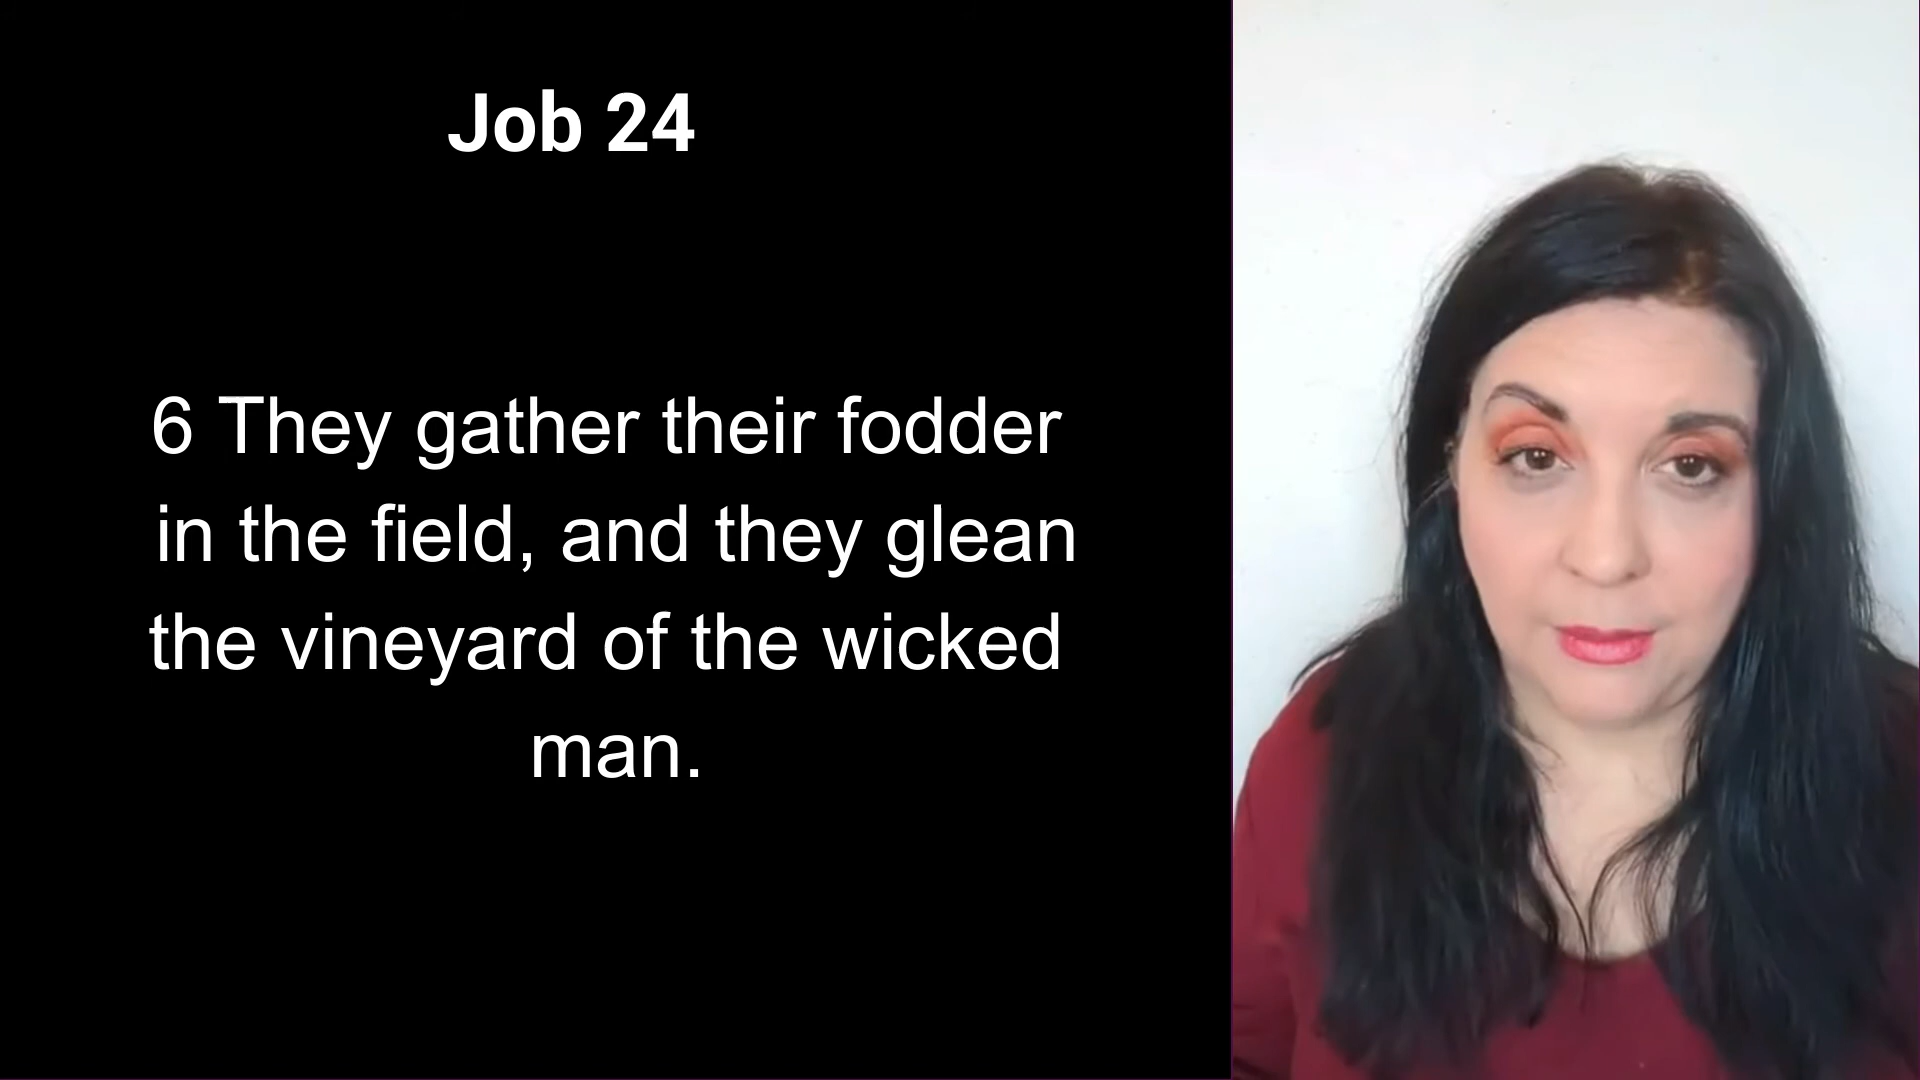 Job 24
6 They gather their fodder
in the field, and they glean
the vineyard of the wicked
man.